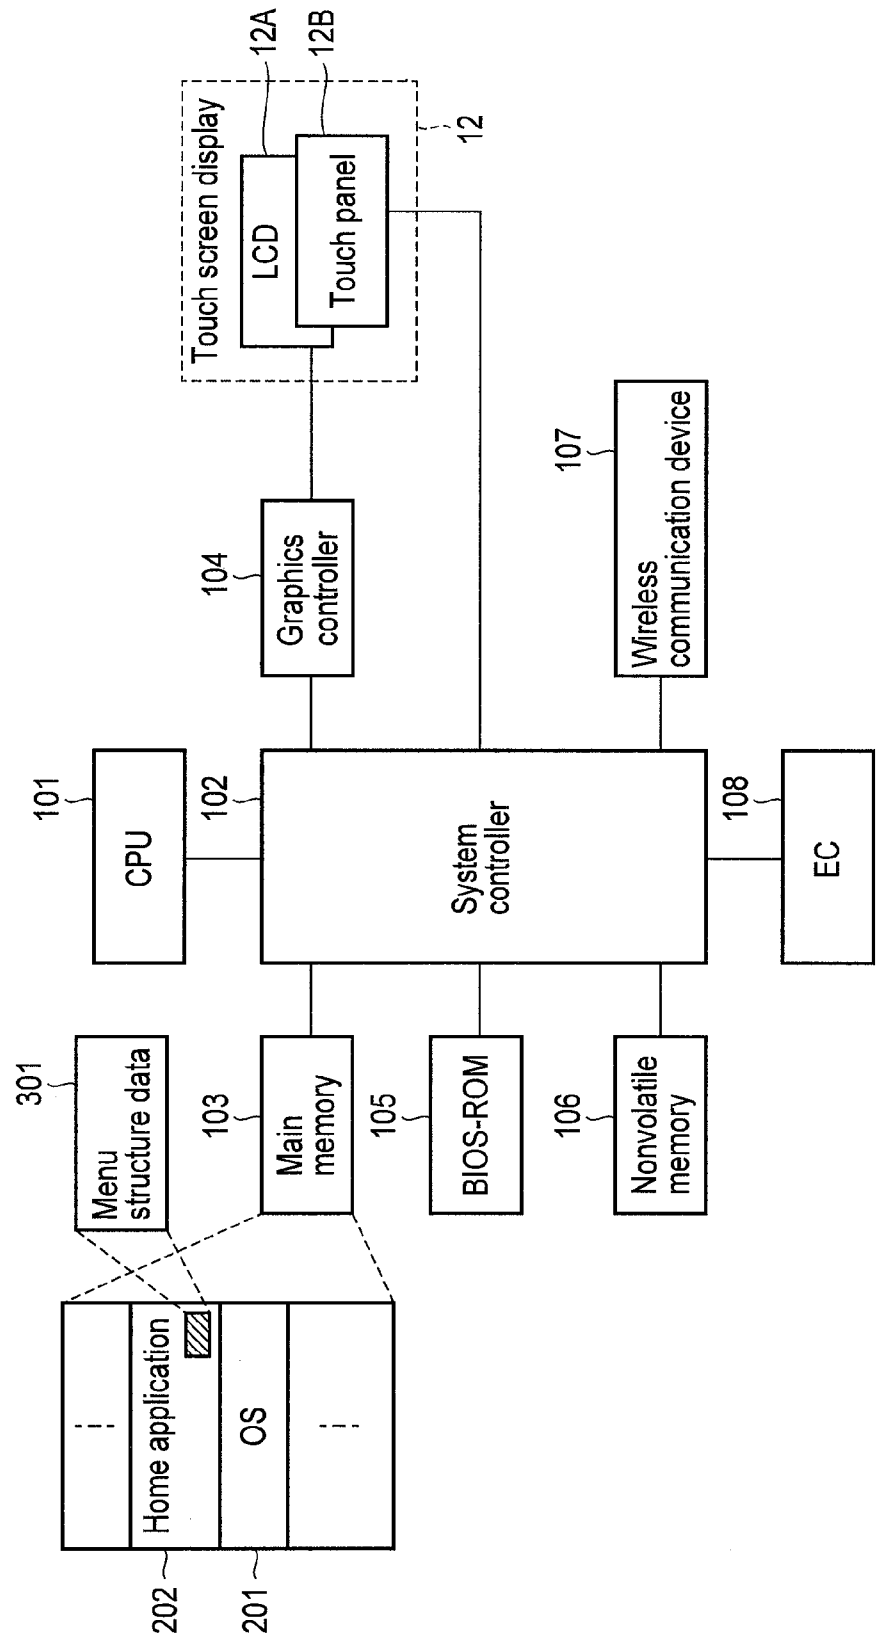 301
Menu
structure data
Home application
OS
202
201
101
CPU
103
Main
memory
102
System
controller
104
Graphics
controller
Touch screen display
LCD
Touch panel
12A
12B
12
105
BIOS-ROM
106
Nonvolatile
memory
107
Wireless
communication device
108
EC